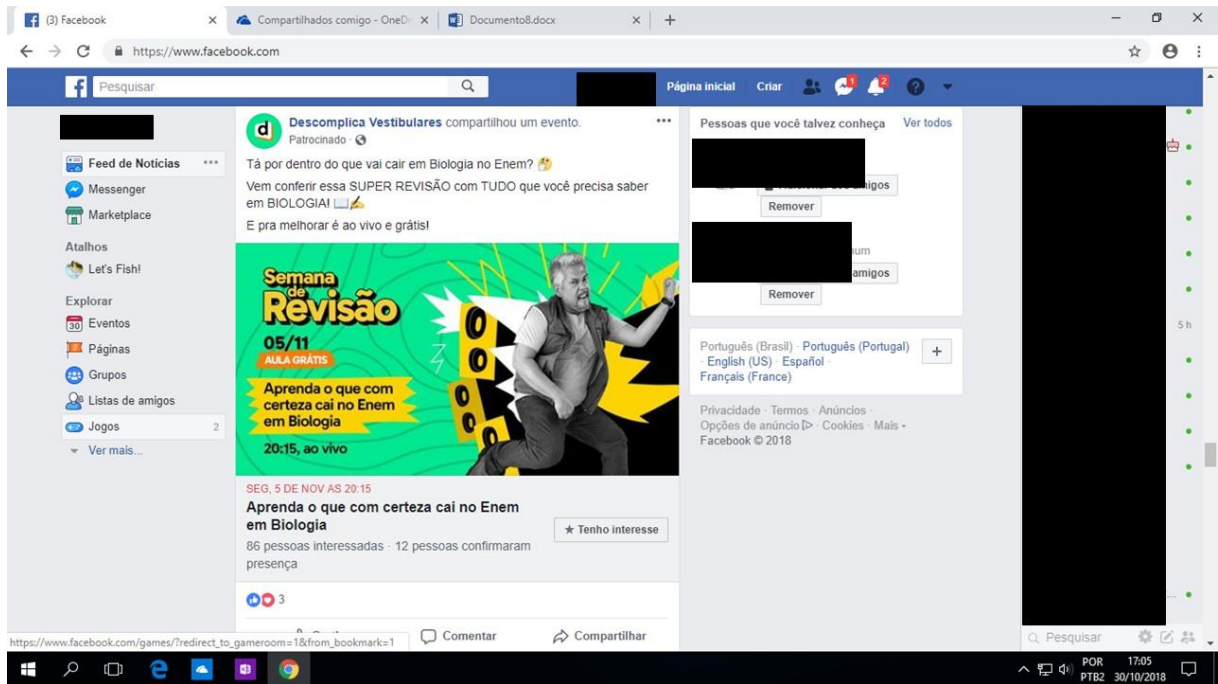 (3) Facebook
Compartilhados comigo - OneD
Documento8.docx
https://www.facebook.com
Pesquisar
Página inicial
Criar
1
2
Feed de Notícias
Messenger
Marketplace
Atalhos
Let's Fish!
Explorar
30 Eventos
Páginas
Grupos
Listas de amigos
Jogos 2
Ver mais...
d
Descomplica Vestibulares compartilhou um evento.
Patrocinado ·
Tá por dentro do que vai cair em Biologia no Enem?
Vem conferir essa SUPER REVISÃO com TUDO que você precisa saber
em BIOLOGIA!
E pra melhorar é ao vivo e grátis!
Semana
de
Revisão
05/11
AULA GRÁTIS
Aprenda o que com
certeza cai no Enem
em Biologia
20:15, ao vivo
SEG, 5 DE NOV ÀS 20:15
Aprenda o que com certeza cai no Enem
em Biologia
86 pessoas interessadas · 12 pessoas confirmaram
presença
★ Tenho interesse
3
Comentar
Compartilhar
Pessoas que você talvez conheça
Ver todos
amigos
Remover
amigos
Remover
Português (Brasil) · Português (Portugal)
· English (US) · Español ·
Français (France)
Privacidade · Termos · Anúncios ·
Opções de anúncio · Cookies · Mais
Facebook © 2018
5 h
Pesquisar
https://www.facebook.com/games/?redirect_to_gameroom=1&from_bookmark=1
POR
PTB2
17:05
30/10/2018